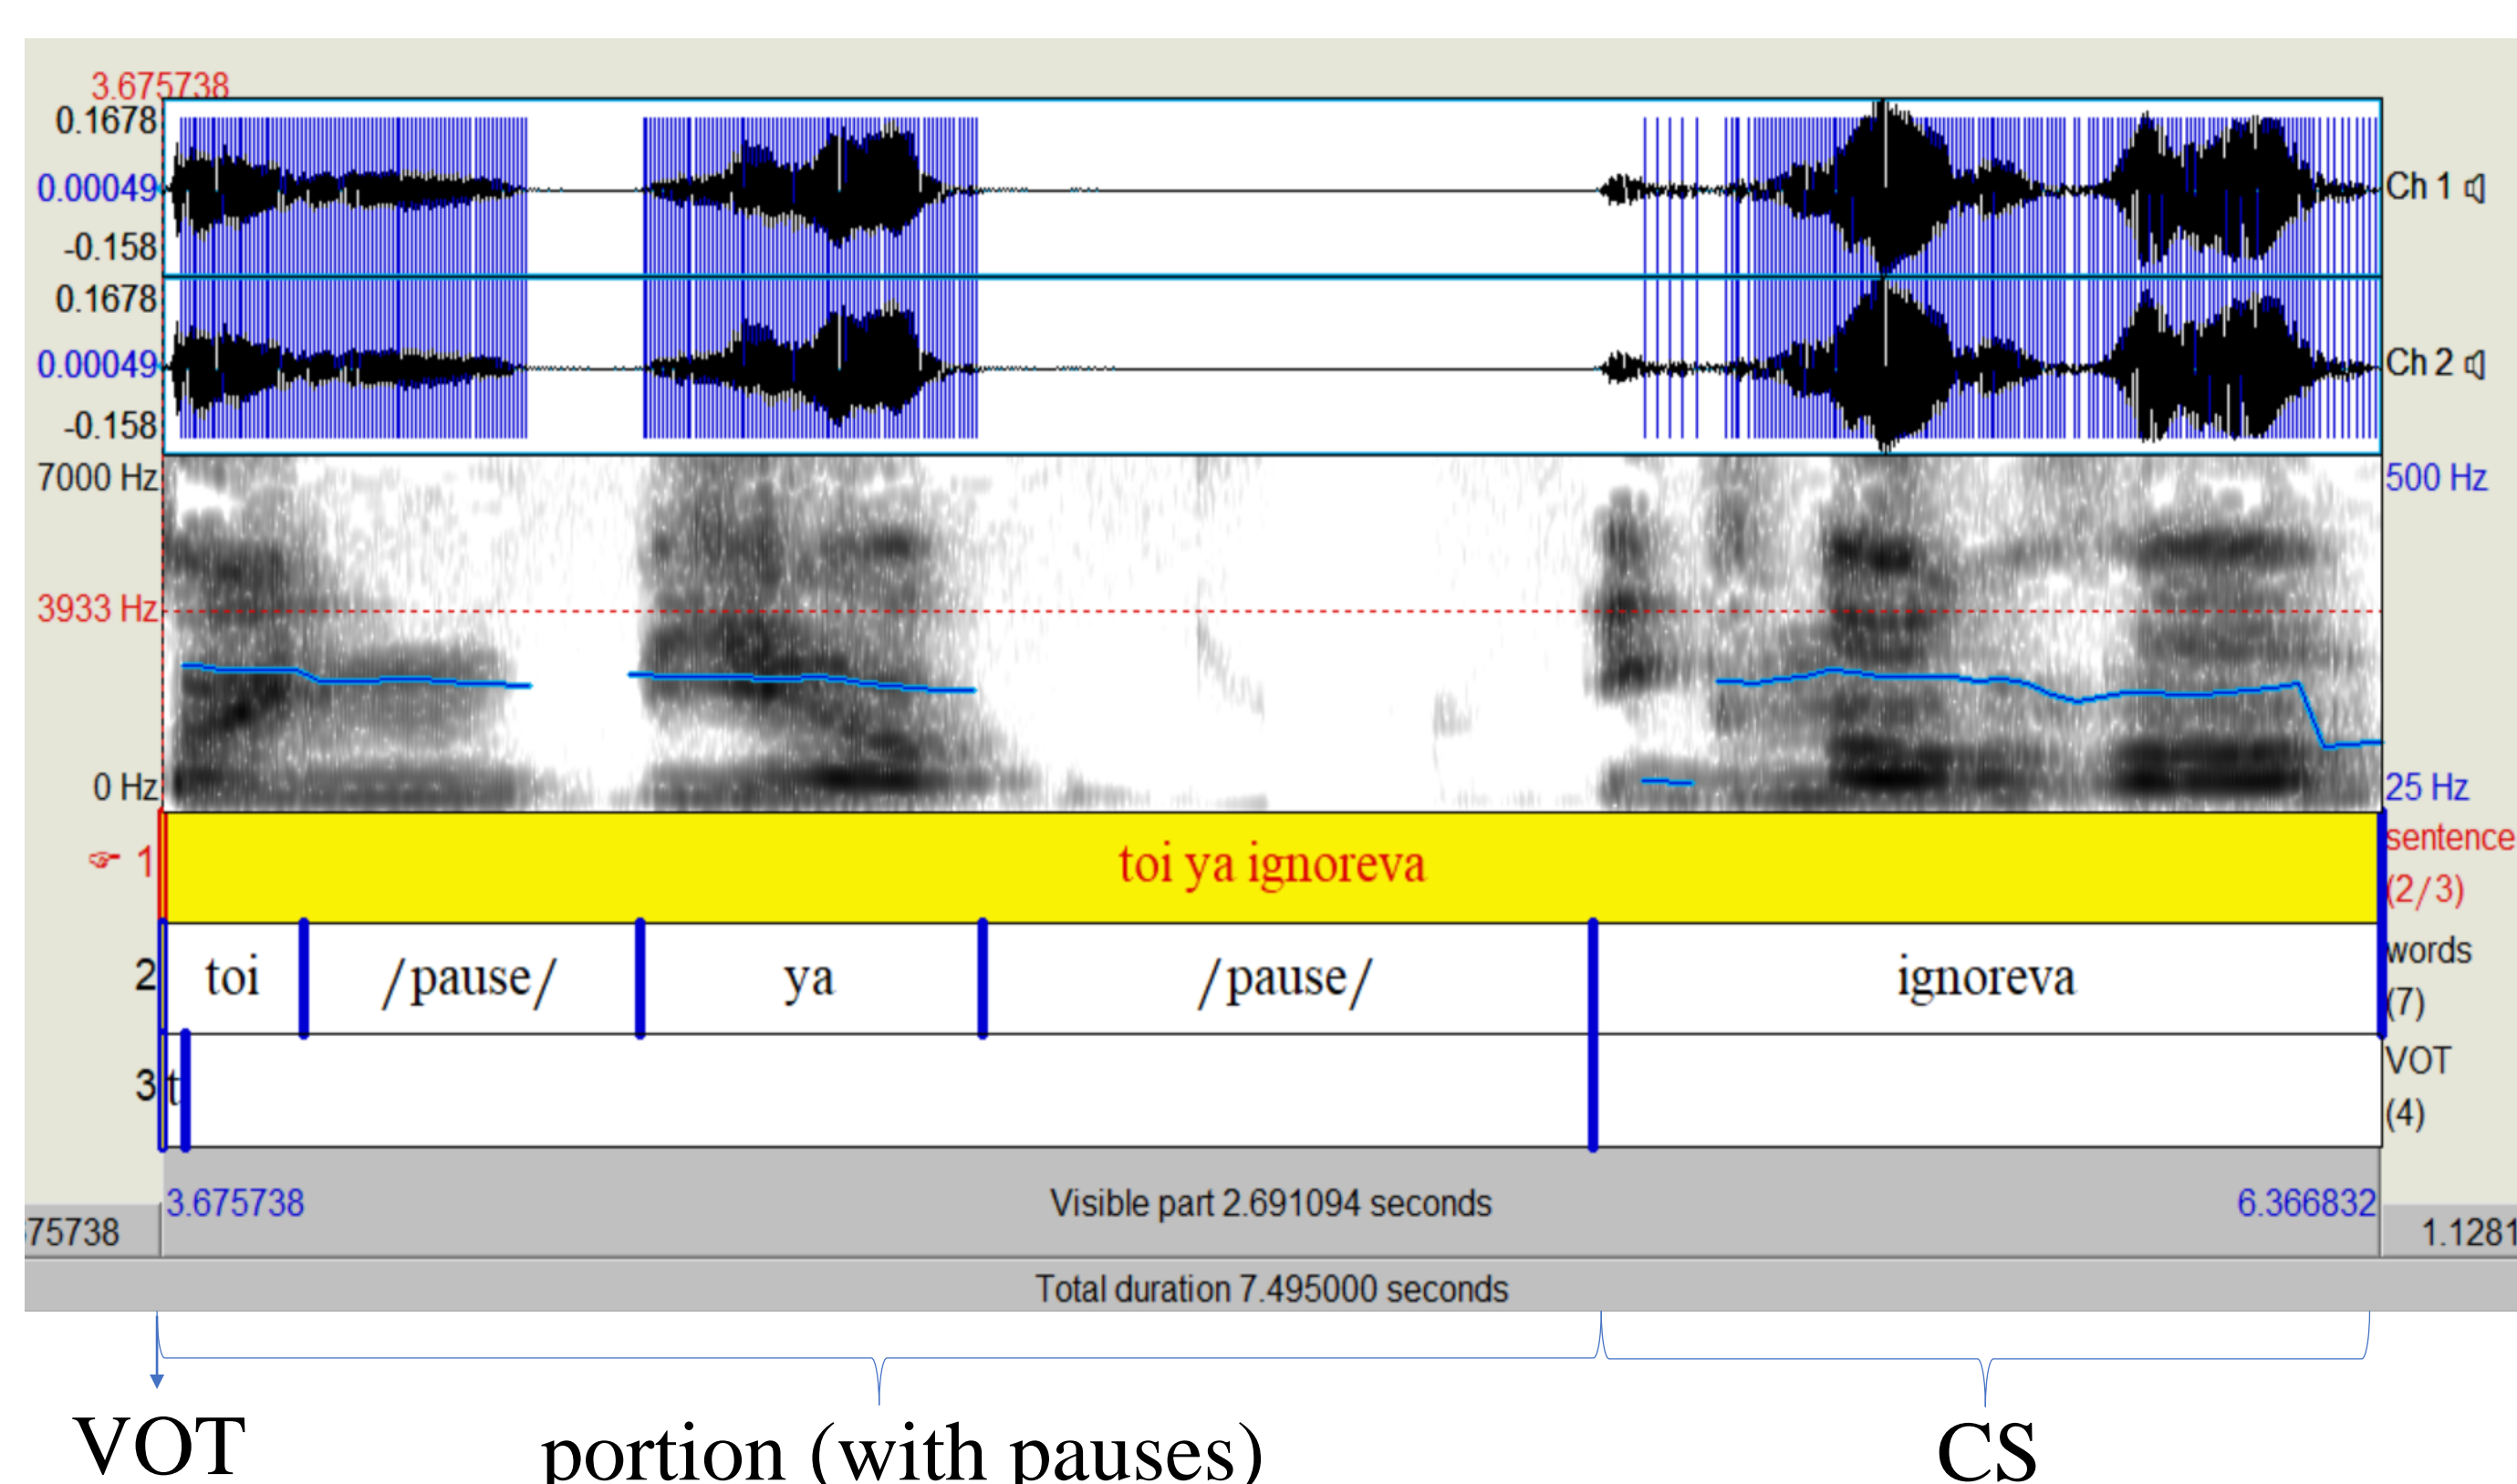 3.675738
0.1678
0.00049
-0.158
Ch 1
0.1678
0.00049
-0.158
Ch 2
7000 Hz
500 Hz
3933 Hz
0 Hz
25 Hz
1 toi ya ignoreva sentence (2/3)
2 toi /pause/ ya /pause/ ignoreva words (7)
3 t VOT (4)
3.675738 Visible part 2.691094 seconds 6.366832
75738 1.1281
Total duration 7.495000 seconds
VOT portion (with pauses) CS